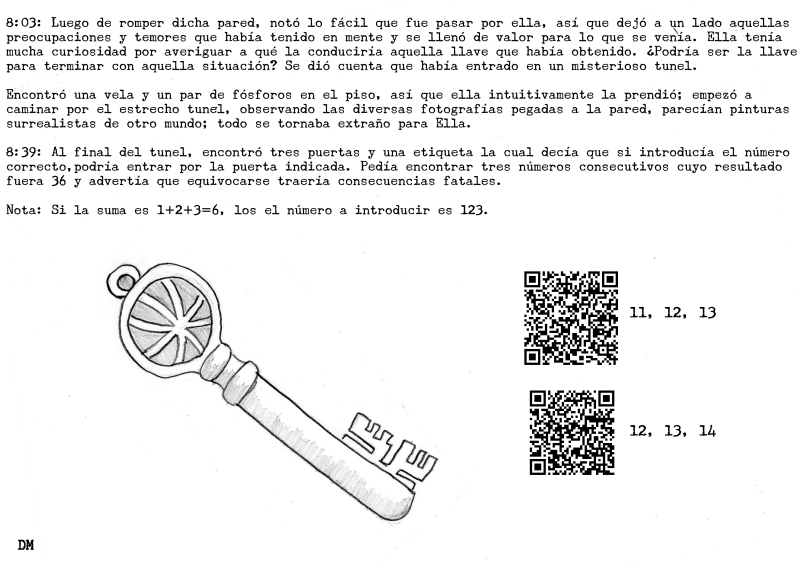 8:03: Luego de romper dicha pared, notó lo fácil que fue pasar por ella, así que dejó a un lado aquellas
preocupaciones y temores que había tenido en mente y se llenó de valor para lo que se venía. Ella tenía
mucha curiosidad por averiguar a qué la conduciría aquella llave que había obtenido. ¿Podría ser la llave
para terminar con aquella situación? Se dió cuenta que había entrado en un misterioso tunel.
Encontró una vela y un par de fósforos en el piso, así que ella intuitivamente la prendió; empezó a
caminar por el estrecho tunel, observando las diversas fotografías pegadas a la pared, parecían pinturas
surrealistas de otro mundo; todo se tornaba extraño para Ella.
8:39: Al final del tunel, encontró tres puertas y una etiqueta la cual decía que si introducía el número
correcto,podría entrar por la puerta indicada. Pedía encontrar tres números consecutivos cuyo resultado
fuera 36 y advertía que equivocarse traería consecuencias fatales.
Nota: Si la suma es 1+2+3=6, los el número a introducir es 123.
11, 12, 13
12, 13, 14
DM